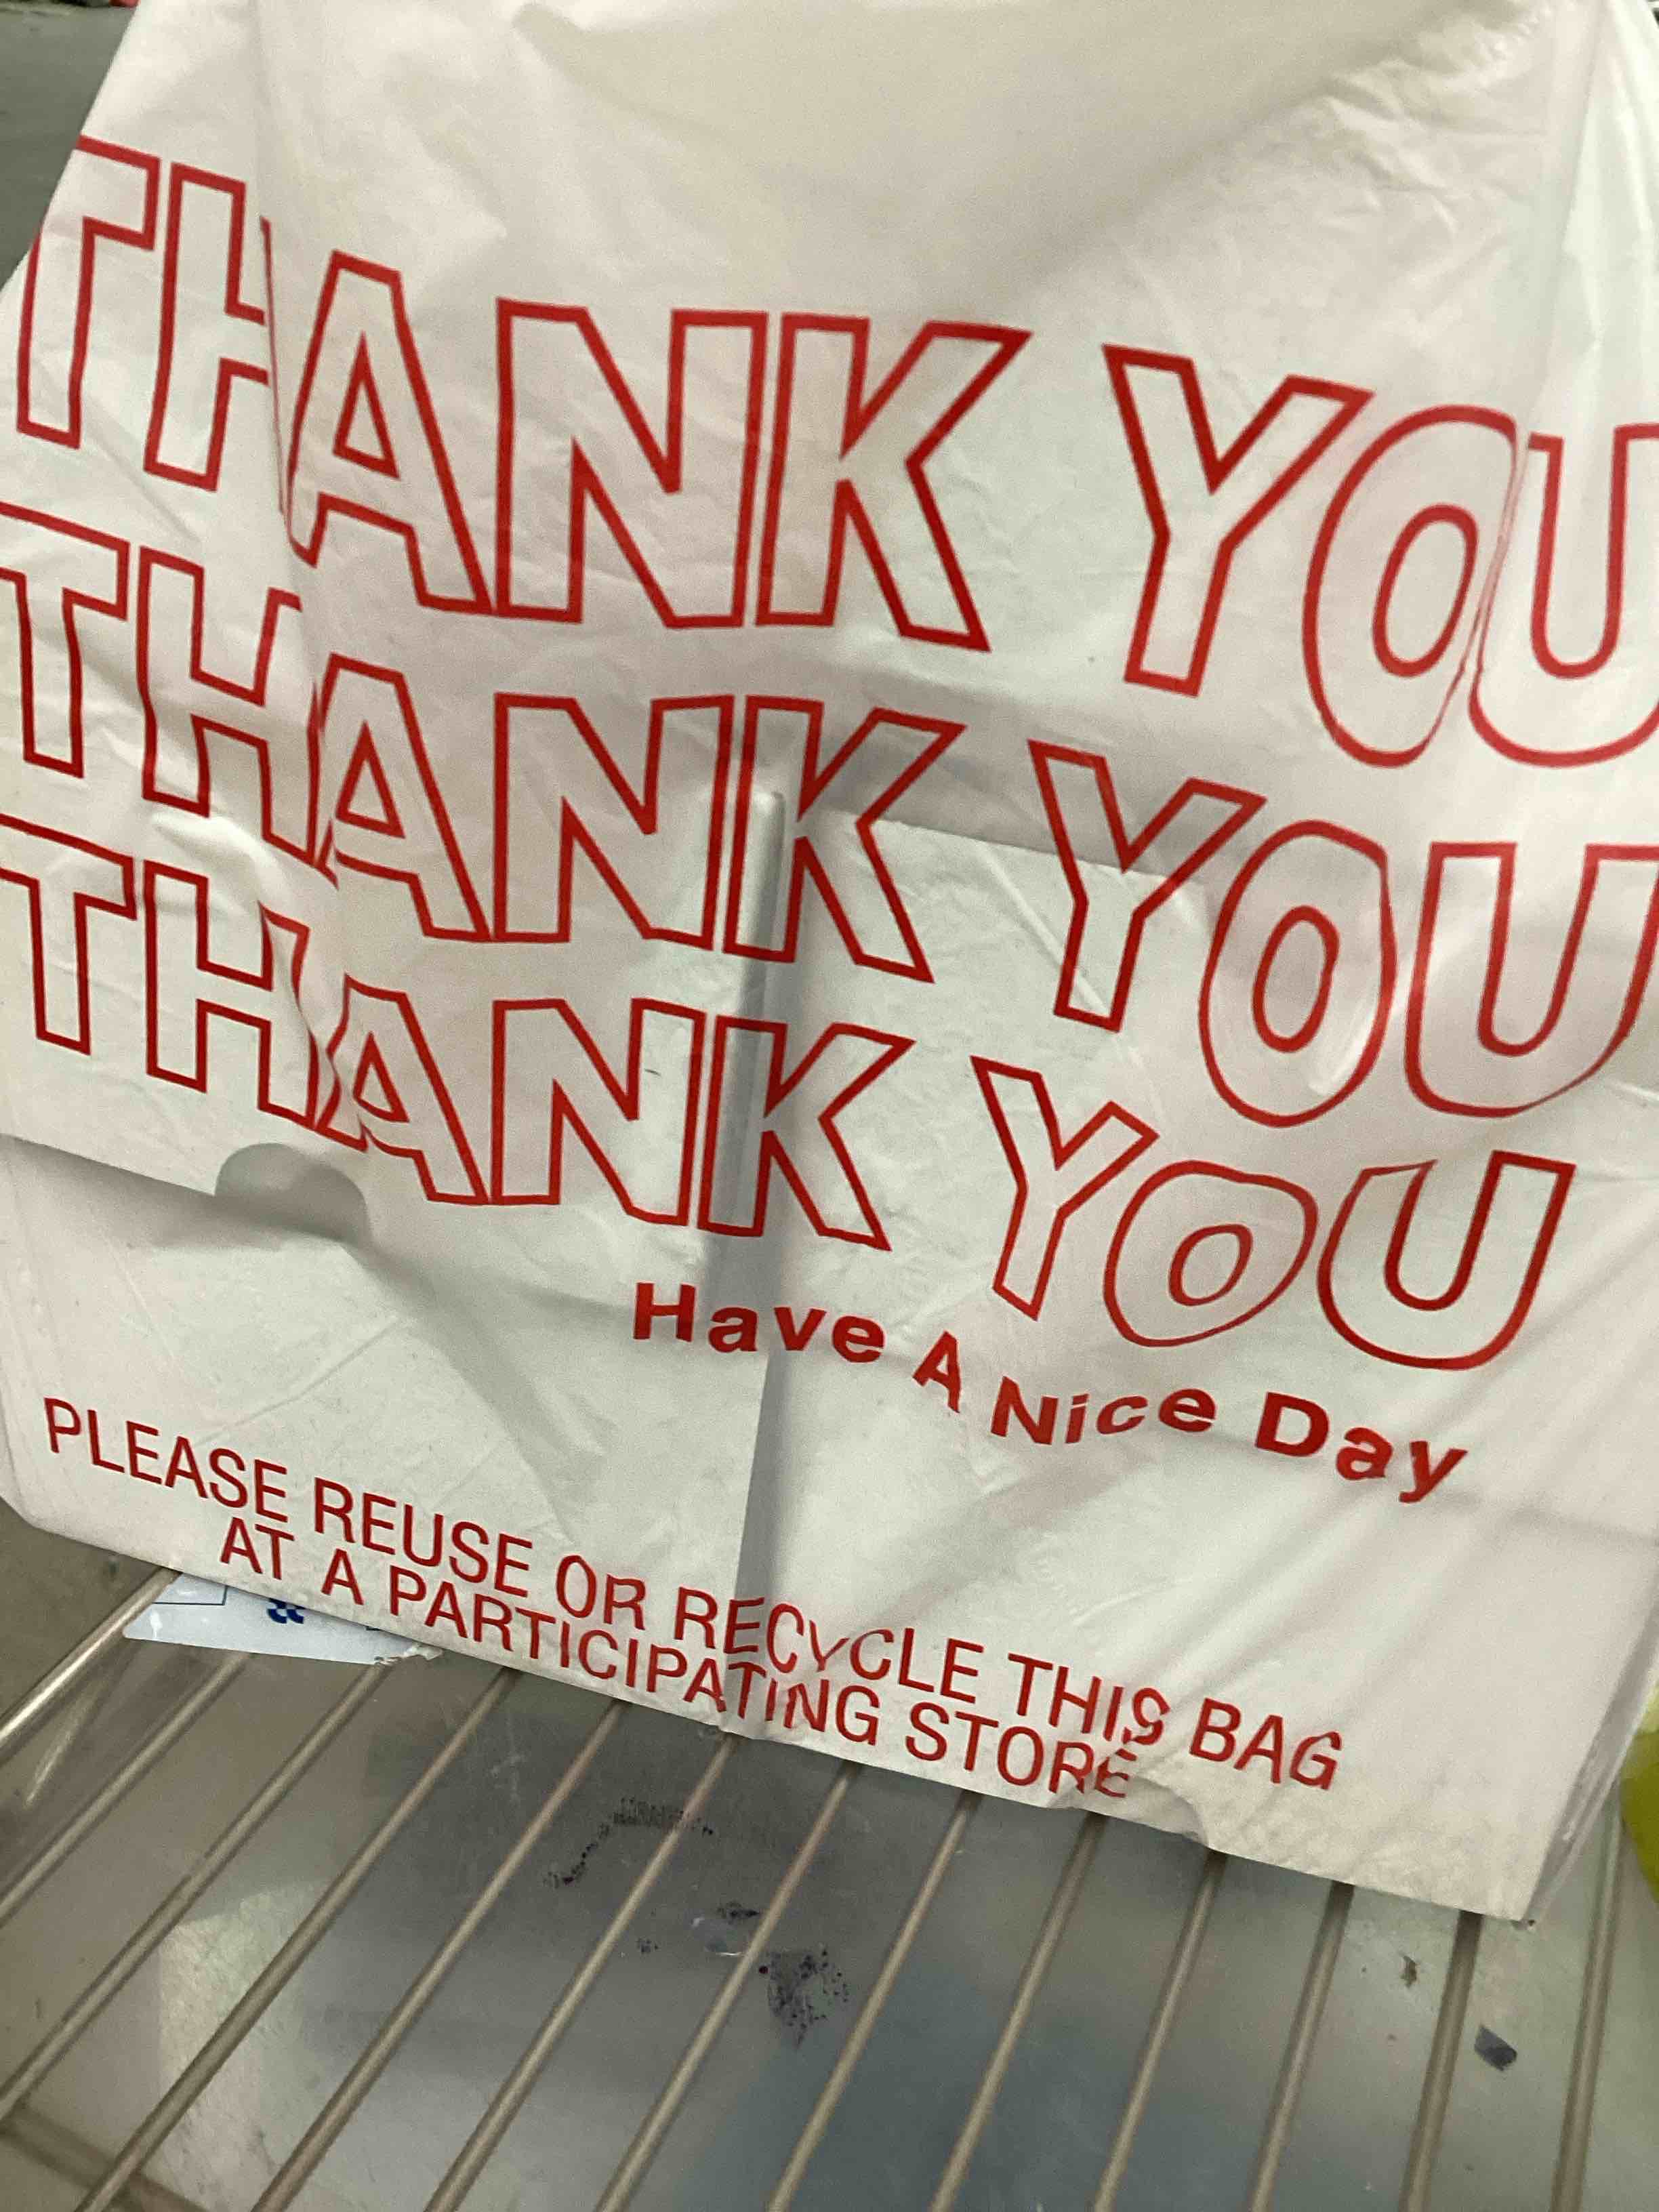 THANK YOU
THANK YOU
THANK YOU
Have A Nice Day
PLEASE REUSE OR RECYCLE THIS BAG
AT A PARTICIPATING STORE